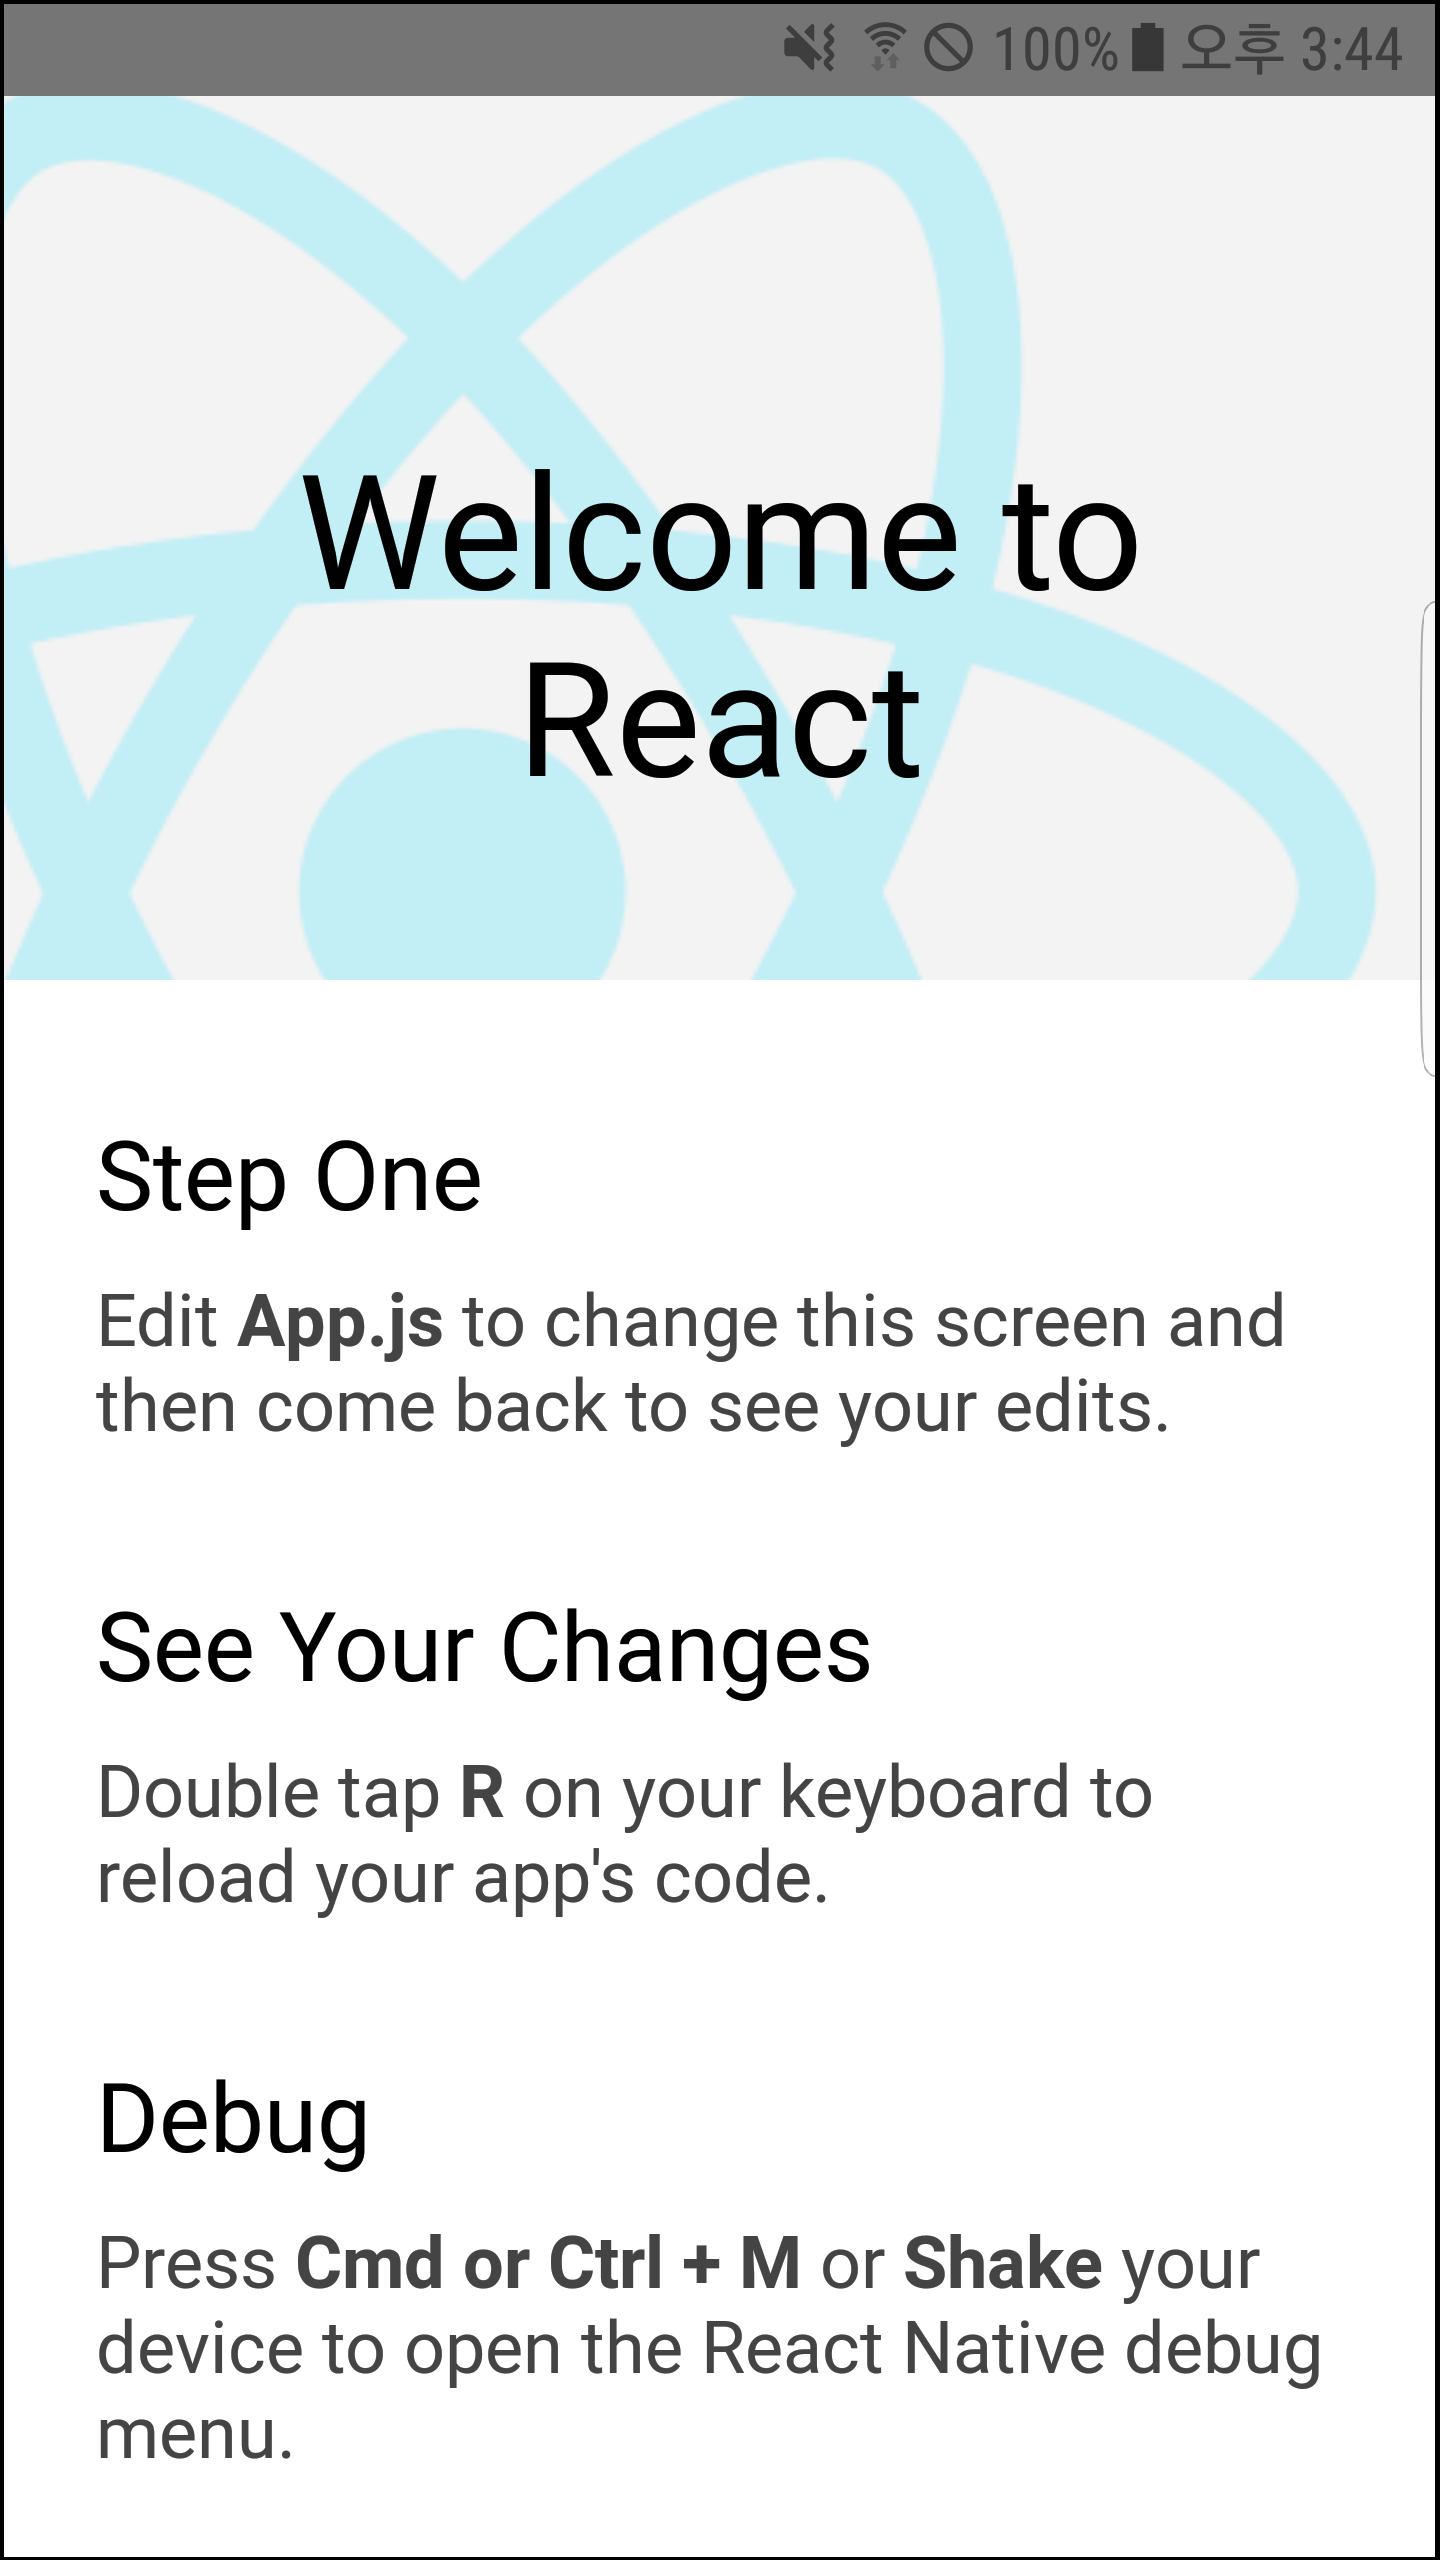 100% 오후 3:44
Welcome to
React
Step One
Edit App.js to change this screen and
then come back to see your edits.
See Your Changes
Double tap R on your keyboard to
reload your app's code.
Debug
Press Cmd or Ctrl + M or Shake your
device to open the React Native debug
menu.